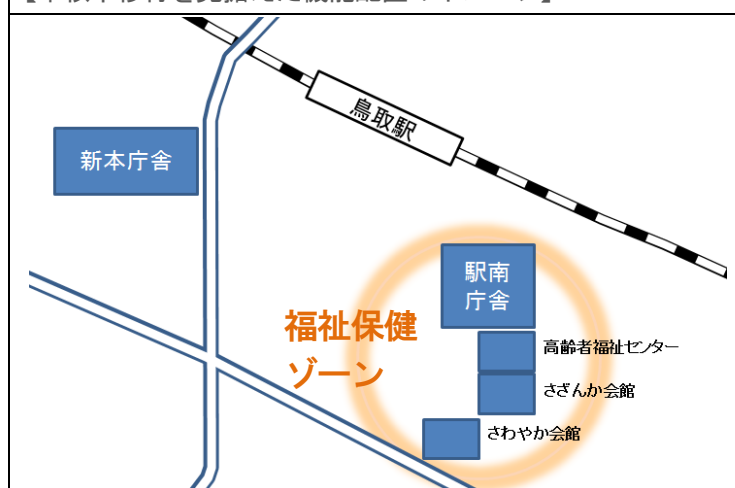 鳥取駅
新本庁舎
駅南
庁舎
福祉保健
ゾーン
高齢者福祉センター
さざんか会館
さわやか会館